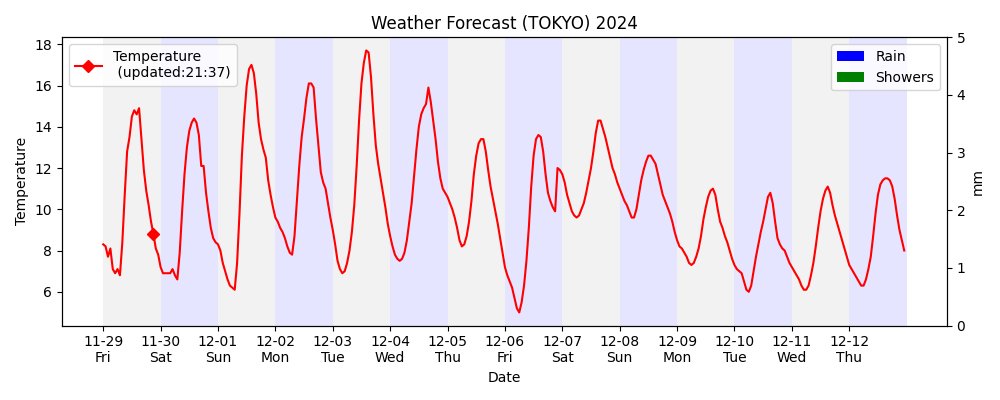 Weather Forecast (TOKYO) 2024
Temperature
(updated:21:37)
Rain
Showers
Temperature
18
16
14
12
10
8
6
5
4
3
2
1
0
mm
11-29 11-30 12-01 12-02 12-03 12-04 12-05 12-06 12-07 12-08 12-09 12-10 12-11 12-12
Fri Sat Sun Mon Tue Wed Thu Fri Sat Sun Mon Tue Wed Thu
Date